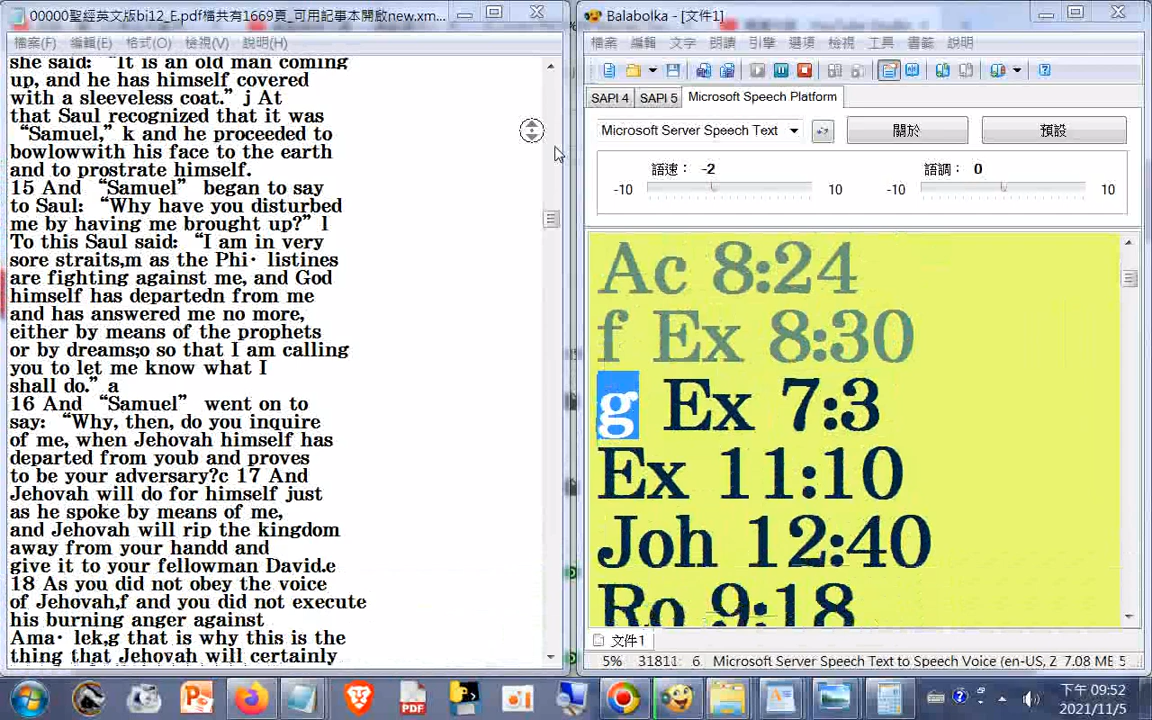 00000聖經英文版bi12_E.pdf檔共有1669頁_可用記事本開啟new.xm...
檔案(F) 編輯(E) 格式(O) 檢視(V) 說明(H)
she said: “It is an old man coming
up, and he has himself covered
with a sleeveless coat.” j At
that Saul recognized that it was
“Samuel,” k and he proceeded to
bowlowwith his face to the earth
and to prostrate himself.
15 And “Samuel” began to say
to Saul: “Why have you disturbed
me by having me brought up?” l
To this Saul said: “I am in very
sore straits,m as the Phi· listines
are fighting against me, and God
himself has departedn from me
and has answered me no more,
either by means of the prophets
or by dreams;o so that I am calling
you to let me know what I
shall do.” a
16 And “Samuel” went on to
say: “Why, then, do you inquire
of me, when Jehovah himself has
departed from youb and proves
to be your adversary?c 17 And
Jehovah will do for himself just
as he spoke by means of me,
and Jehovah will rip the kingdom
away from your handd and
give it to your fellowman David.e
18 As you did not obey the voice
of Jehovah,f and you did not execute
his burning anger against
Ama· lek,g that is why this is the
thing that Jehovah will certainly
Balabolka - [文件1]
檔案 編輯 文字 朗讀 引擎 選項 檢視 工具 書籤 說明
SAPI 4 SAPI 5 Microsoft Speech Platform
Microsoft Server Speech Text 關於 預設
語速: -2 語調: 0
-10 10 -10 10
Ac 8:24
f Ex 8:30
g Ex 7:3
Ex 11:10
Joh 12:40
Ro 9:18
文件1
5% 31811: 6. Microsoft Server Speech Text to Speech Voice (en-US, Z 7.08 ME 5
PDF
下午 09:52
2021/11/5